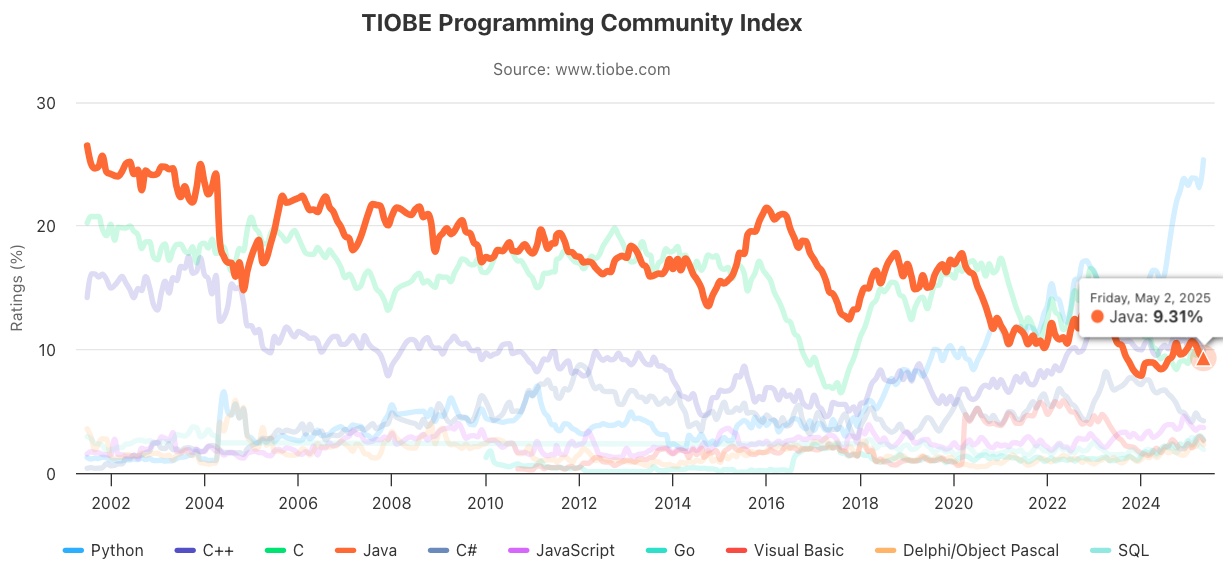 TIOBE Programming Community Index
Source: www.tiobe.com
Ratings (%)
30
20
10
0
Friday, May 2, 2025
Java: 9.31%
2002 2004 2006 2008 2010 2012 2014 2016 2018 2020 2022 2024
Python C++ C Java C# JavaScript Go Visual Basic Delphi/Object Pascal SQL